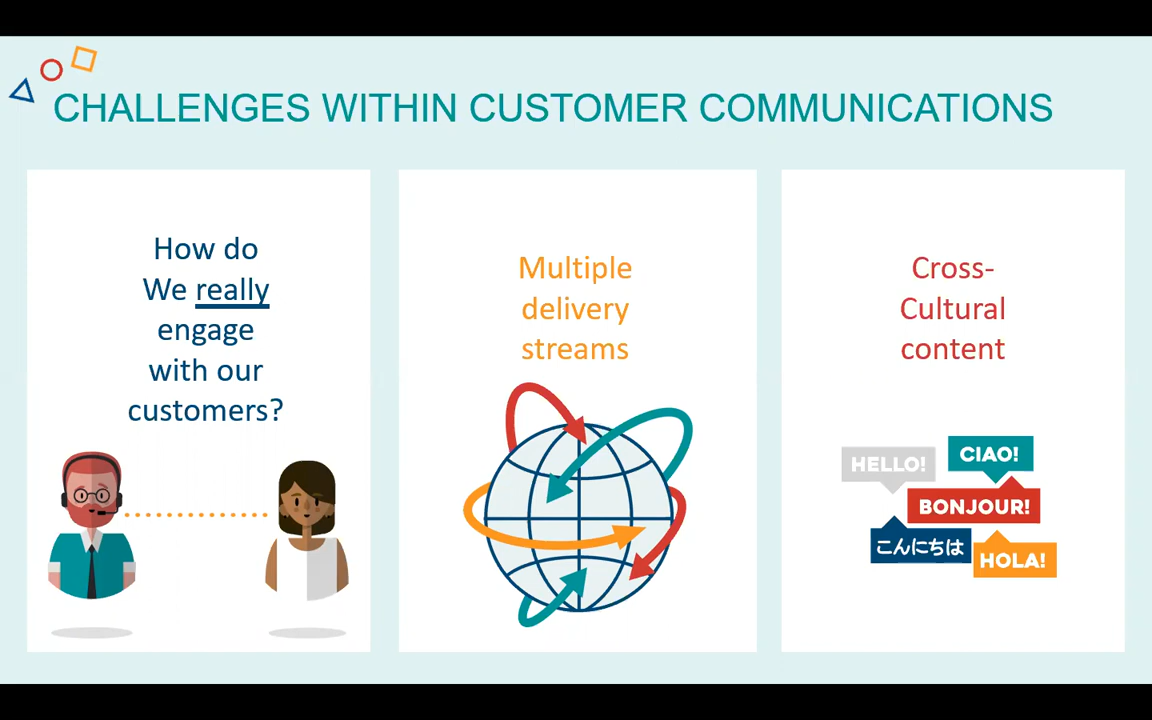 CHALLENGES WITHIN CUSTOMER COMMUNICATIONS
How do
We really
engage
with our
customers?
Multiple
delivery
streams
Cross-
Cultural
content
HELLO!
CIAO!
BONJOUR!
こんにちは
HOLA!